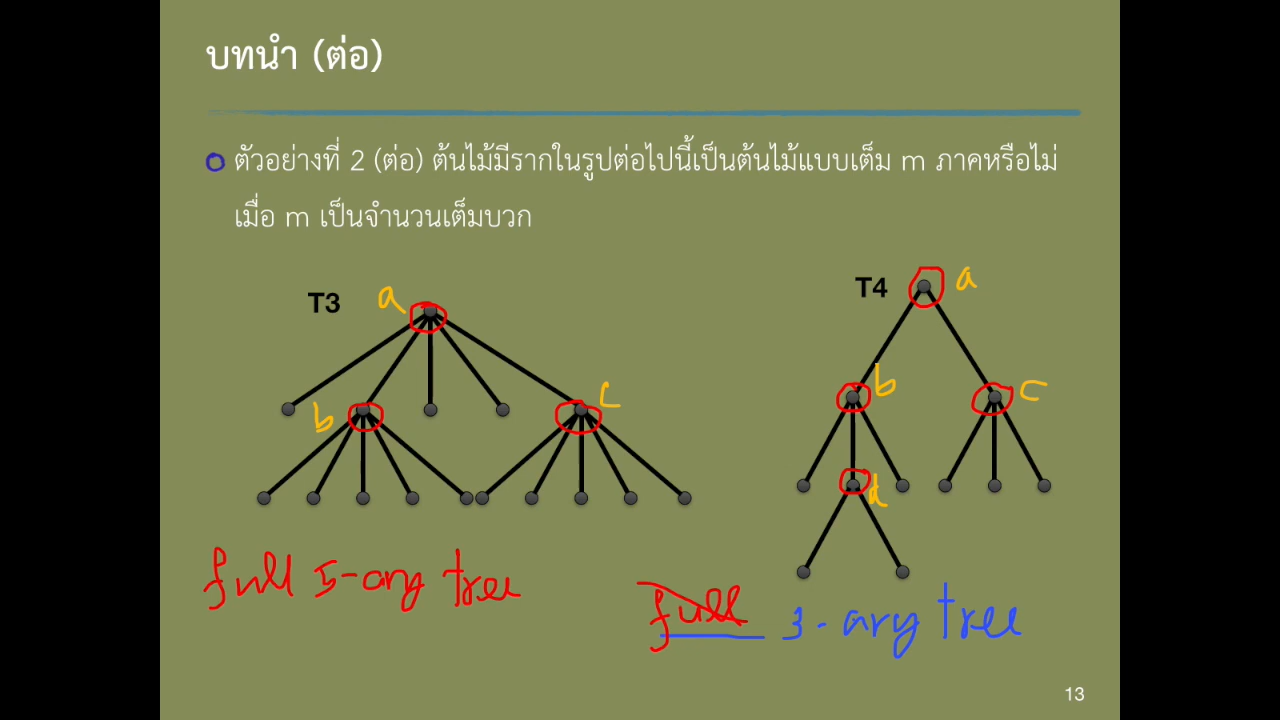 บทนำ (ต่อ)
ตัวอย่างที่ 2 (ต่อ) ต้นไม้มีรากในรูปต่อไปนี้เป็นต้นไม้แบบเต็ม m ภาคหรือไม่
เมื่อ m เป็นจำนวนเต็มบวก
T3
a
b
c
T4
a
b
c
d
full 5-ary tree
full 3-ary tree
13